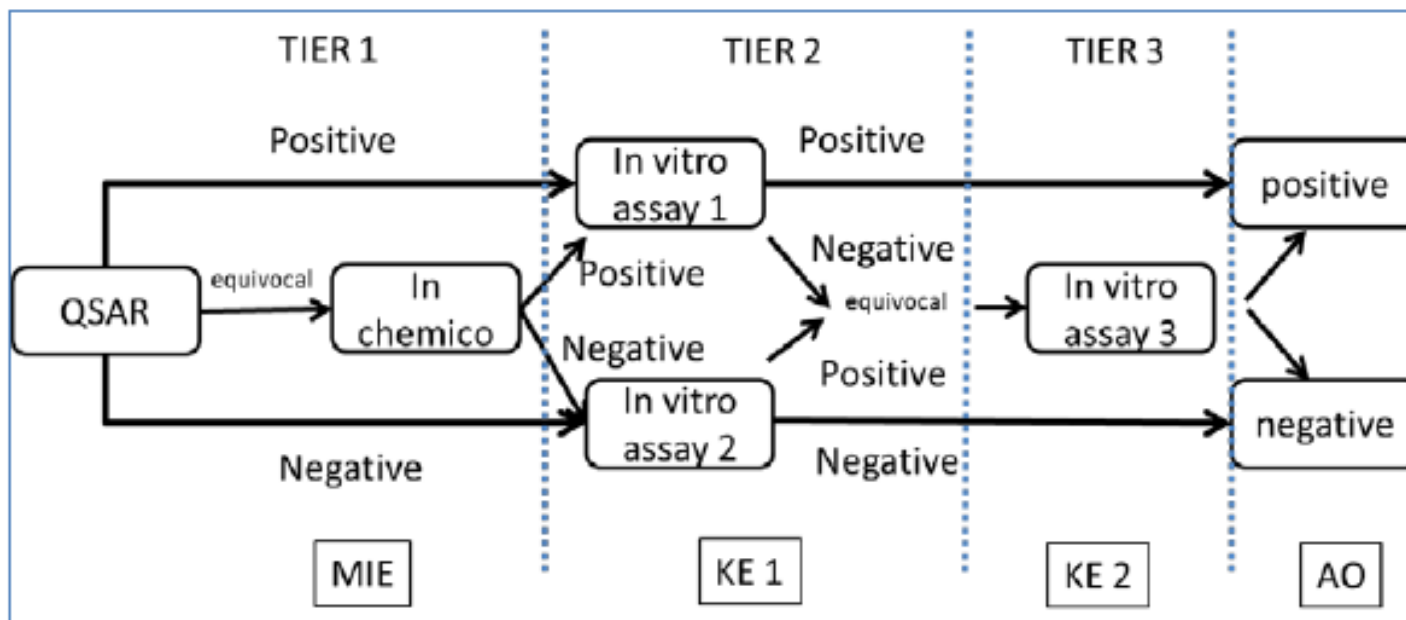 TIER 1
TIER 2
TIER 3
Positive
Positive
In vitro
assay 1
positive
Negative
Positive
equivocal
QSAR
In
chemico
equivocal
In vitro
assay 3
Negative
Positive
In vitro
assay 2
negative
Negative
Negative
MIE
KE 1
KE 2
AO